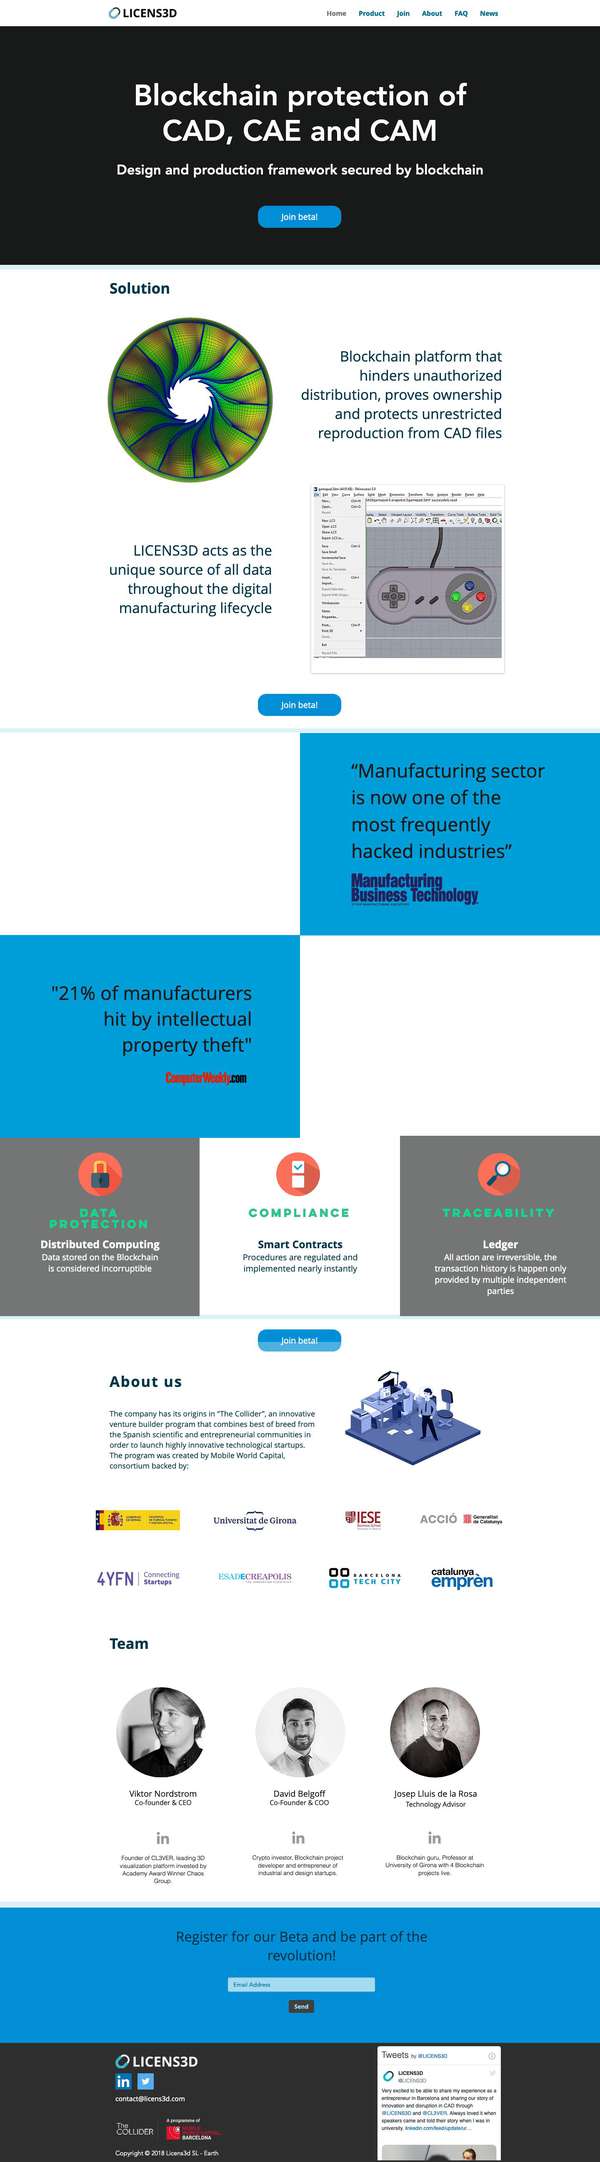 LICENS3D
Home Product Join About FAQ News
Blockchain protection of
CAD, CAE and CAM
Design and production framework secured by blockchain
Join beta!
Solution
Blockchain platform that
hinders unauthorized
distribution, proves ownership
and protects unrestricted
reproduction from CAD files
LICENS3D acts as the
unique source of all data
throughout the digital
manufacturing lifecycle
Join beta!
“Manufacturing sector
is now one of the
most frequently
hacked industries”
Manufacturing
Business Technology
"21% of manufacturers
hit by intellectual
property theft"
ComputerWeekly.com
DATA
PROTECTION
Distributed Computing
Data stored on the Blockchain
is considered incorruptible
COMPLIANCE
Smart Contracts
Procedures are regulated and
implemented nearly instantly
TRACEABILITY
Ledger
All action are irreversible, the
transaction history is happen only
provided by multiple independent
parties
Join beta!
About us
The company has its origins in "The Collider", an innovative
venture builder program that combines best of breed from
the Spanish scientific and entrepreneurial communities in
order to launch highly innovative technological startups.
The program was created by Mobile World Capital,
consortium backed by:
Universitat de Girona
IESE
ACCIÓ
Generalitat
de Catalunya
4YFN Connecting
Startups
ESADECREAPOLIS
BARCELONA
TECH CITY
catalunya
emprèn
Team
Viktor Nordstrom
Co-founder & CEO
in
Founder of CL3VER, leading 3D
visualization platform invested by
Academy Award Winner Chaos
Group.
David Belgoff
Co-Founder & COO
in
Crypto investor, Blockchain project
developer and entrepreneur of
industrial and design startups.
Josep Lluis de la Rosa
Technology Advisor
in
Blockchain guru, Professor at
University of Girona with 4 Blockchain
projects live.
Register for our Beta and be part of the
revolution!
Email Address
Send
LICENS3D
in
contact@licens3d.com
The
COLLIDER
A programme of
BARCELONA
Copyright © 2018 Licens3d SL - Earth
Tweets by @LICENS3D
LICENS3D
@LICENS3D
Very excited to be able to share my experience as a
entrepreneur in Barcelona and sharing our story of
innovation and disruption in CAD through
@LICENS3D and @CL3VER. Always loved it when
speakers came and told their story when I was in
university. linkedin.com/feed/update/ur…